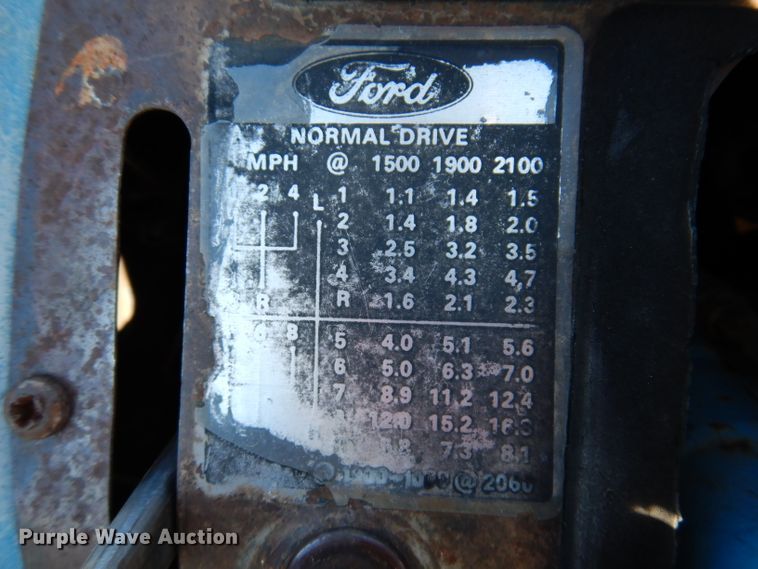 Ford
NORMAL DRIVE
MPH @ 1500 1900 2100
2 4 L 1 1.1 1.4 1.5
2 1.4 1.8 2.0
3 2.5 3.2 3.5
4 3.4 4.3 4.7
R R 1.6 2.1 2.3
6 8 5 4.0 5.1 5.6
6 5.0 6.3 7.0
7 8.9 11.2 12.4
12.0 15.2 16.8
7.3 8.1
@ 2060
Purple Wave Auction